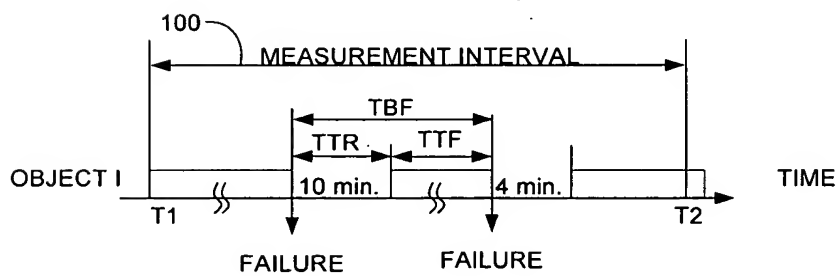 100
MEASUREMENT INTERVAL
TBF
TTR TTF
OBJECT I 10 min. 4 min. TIME
T1 T2
FAILURE FAILURE